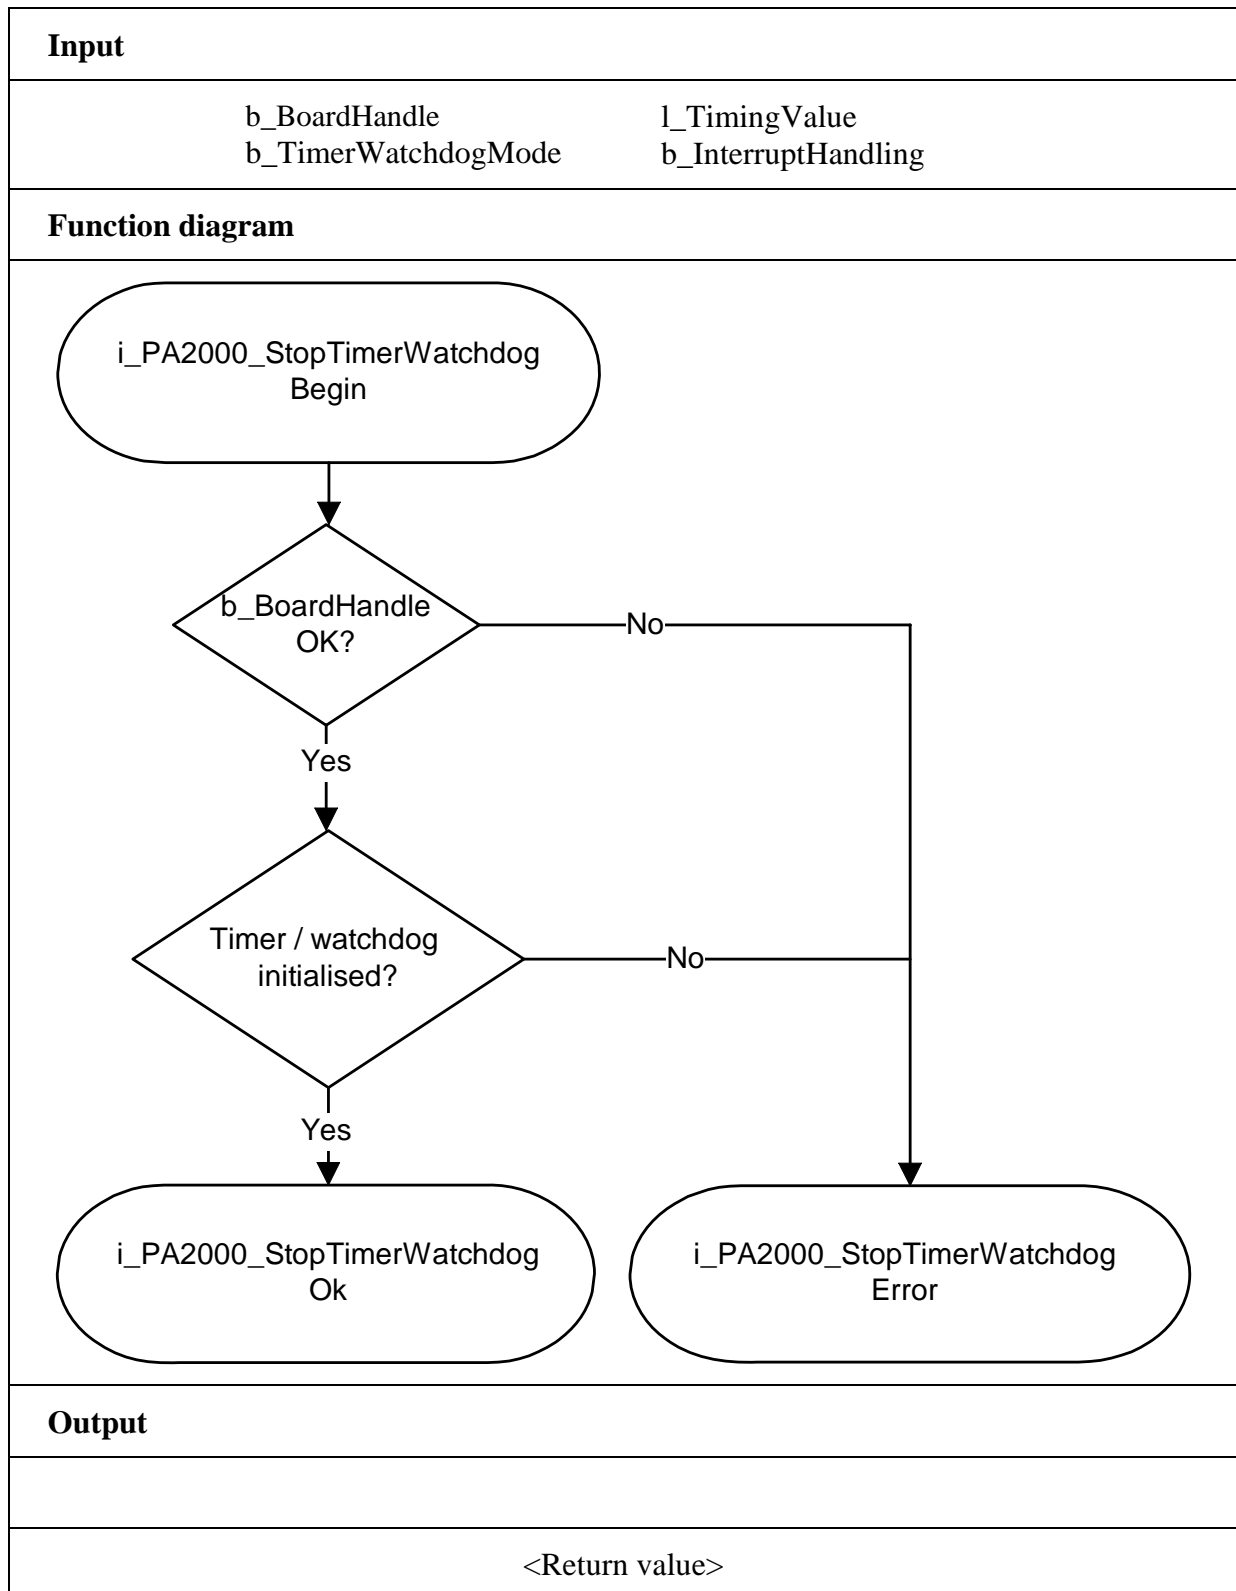 Input
b_BoardHandle l_TimingValue
b_TimerWatchdogMode b_InterruptHandling
Function diagram
i_PA2000_StopTimerWatchdog
Begin
b_BoardHandle
OK?
No
Yes
Timer / watchdog
initialised?
No
Yes
i_PA2000_StopTimerWatchdog
Ok
i_PA2000_StopTimerWatchdog
Error
Output
<Return value>